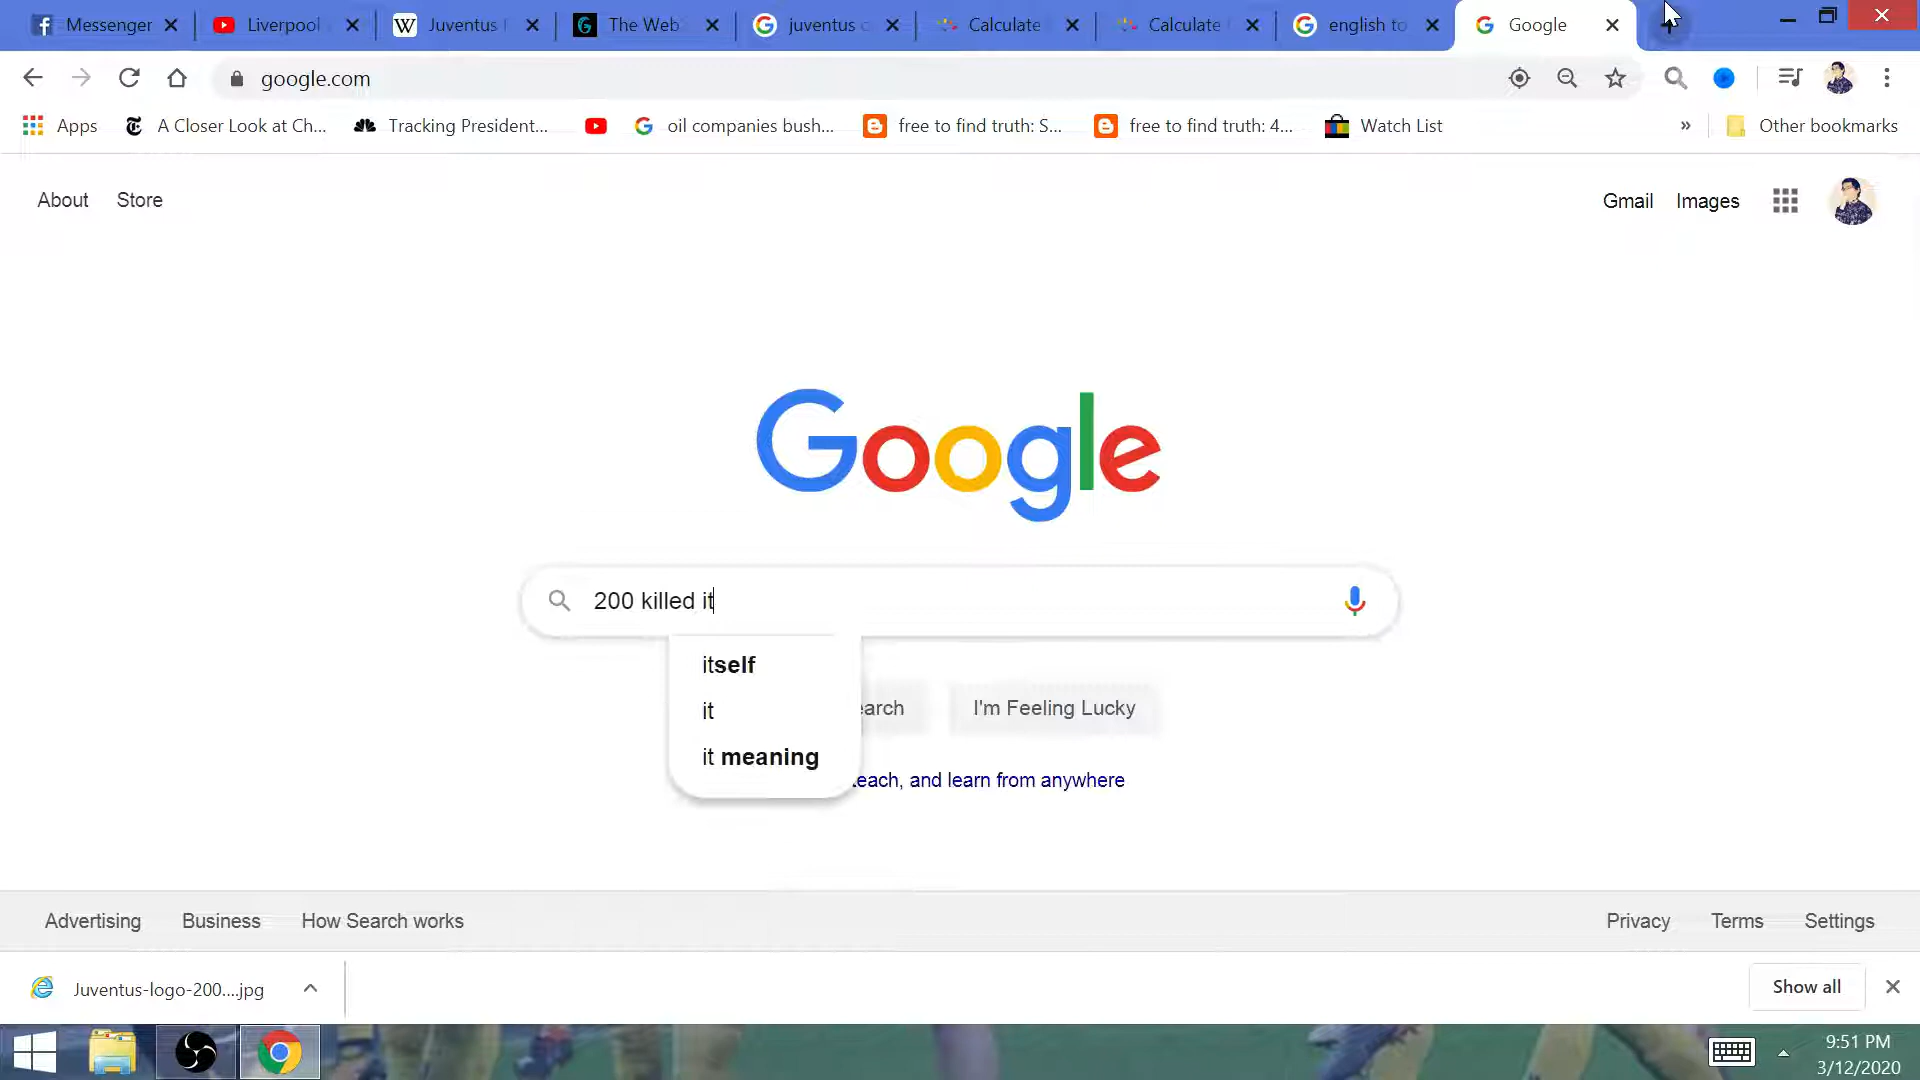 Messenger
Liverpool
Juventus
The Web
juventus c
Calculate
Calculate
english to
Google
google.com
Apps
A Closer Look at Ch...
Tracking President...
oil companies bush...
free to find truth: S...
free to find truth: 4...
Watch List
»
Other bookmarks
About
Store
Gmail
Images
Google
200 killed it
itself
it
it meaning
earch
I'm Feeling Lucky
teach, and learn from anywhere
Advertising
Business
How Search works
Privacy
Terms
Settings
Juventus-logo-200....jpg
Show all
9:51 PM
3/12/2020